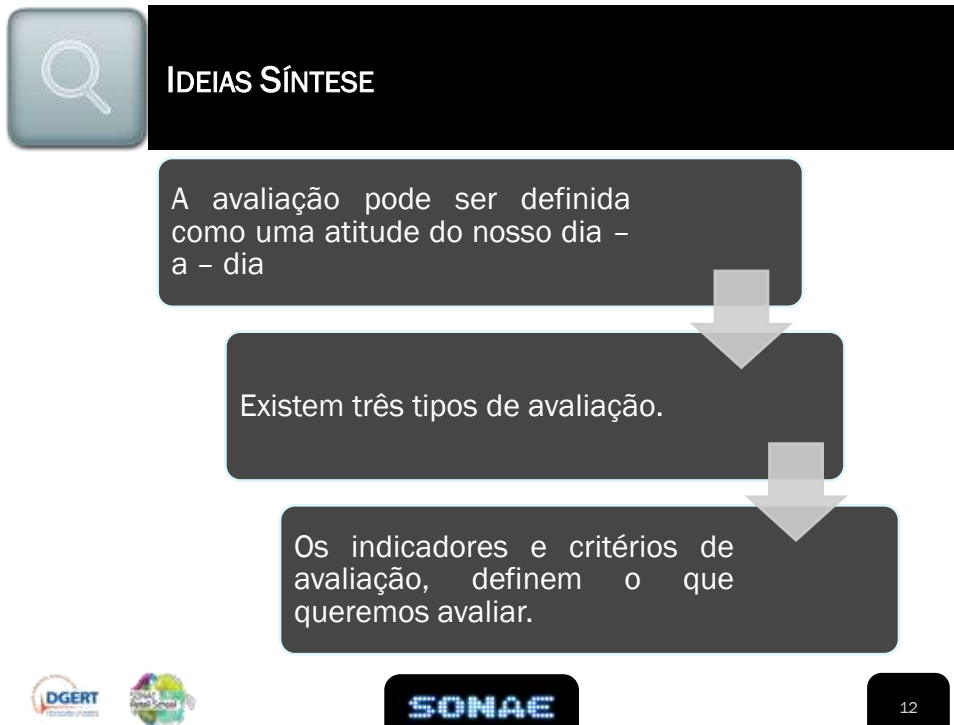 IDEIAS SÍNTESE
A avaliação pode ser definida
como uma atitude do nosso dia –
a – dia
Existem três tipos de avaliação.
Os indicadores e critérios de
avaliação, definem o que
queremos avaliar.
DGERT
SONAE
12